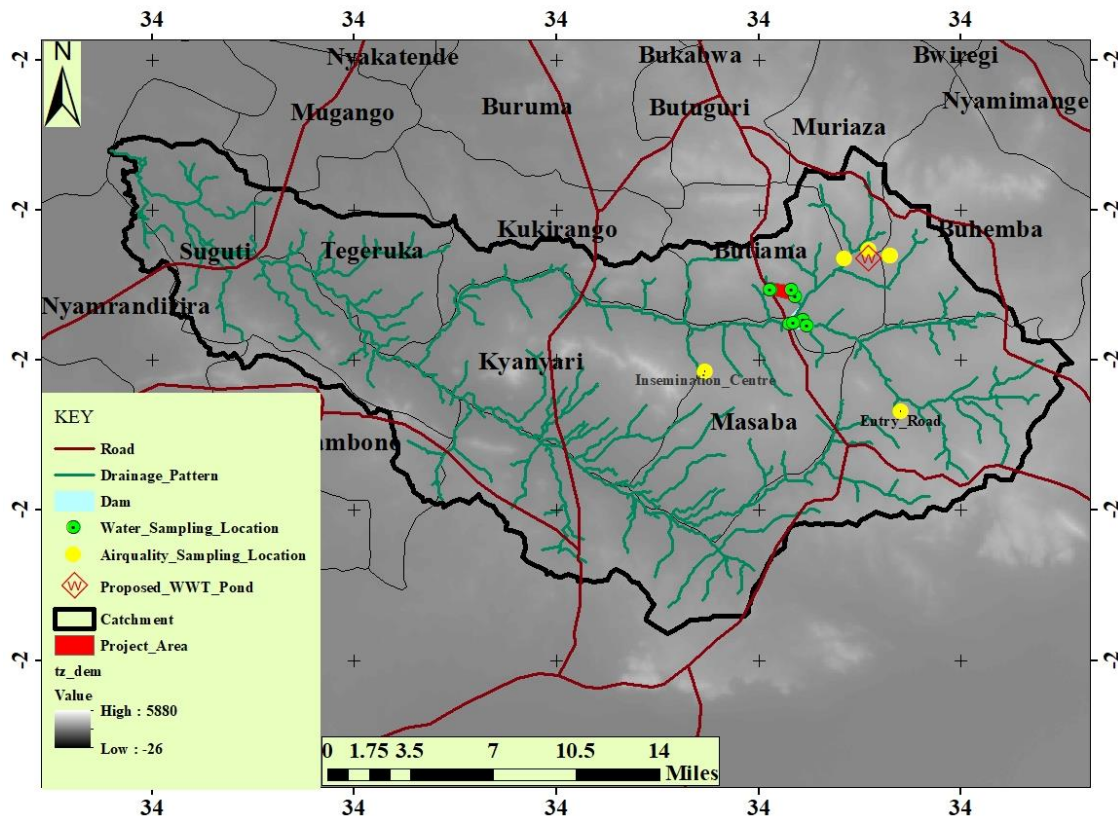 34 34 34 34 34
N
-2 -2
Nyakatende Bukabwa Bwiregi
Mugango Buruma Butuguri Nyamimange
Muriaza
-2 -2
Suguti Tegeruka Kukirango Butiama Buhemba
Nyamrandirira
W
-2 -2
Kyanyari
Insemination_Centre
Masaba Entry_Road
ambono
-2
-2
-2
KEY
Road
Drainage_Pattern
Dam
Water_Sampling_Location
Airquality_Sampling_Location
W Proposed_WWT_Pond
Catchment
Project_Area
tz_dem
Value
High : 5880
Low : -26
0 1.75 3.5 7 10.5 14
Miles
34 34 34 34 34